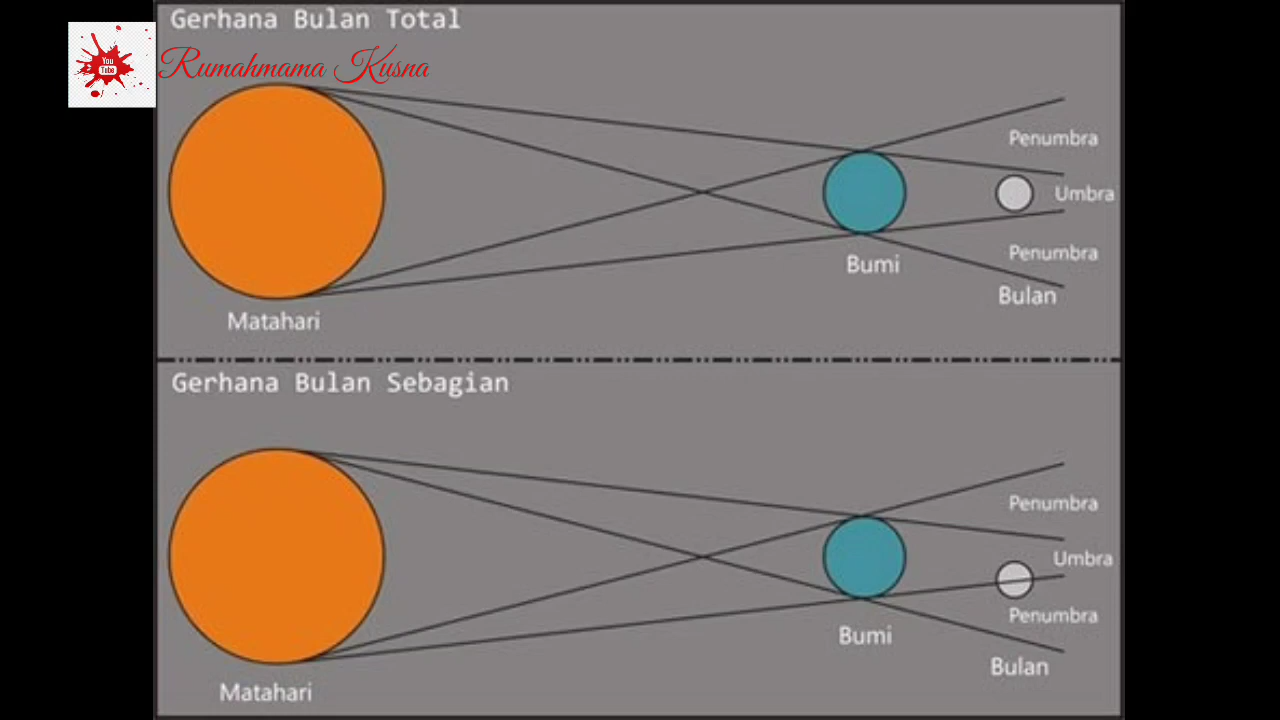 Gerhana Bulan Total
You
Tube
Rumahmama Kusna
Penumbra
Umbra
Penumbra
Bumi
Bulan
Matahari
Gerhana Bulan Sebagian
Penumbra
Umbra
Penumbra
Bumi
Bulan
Matahari